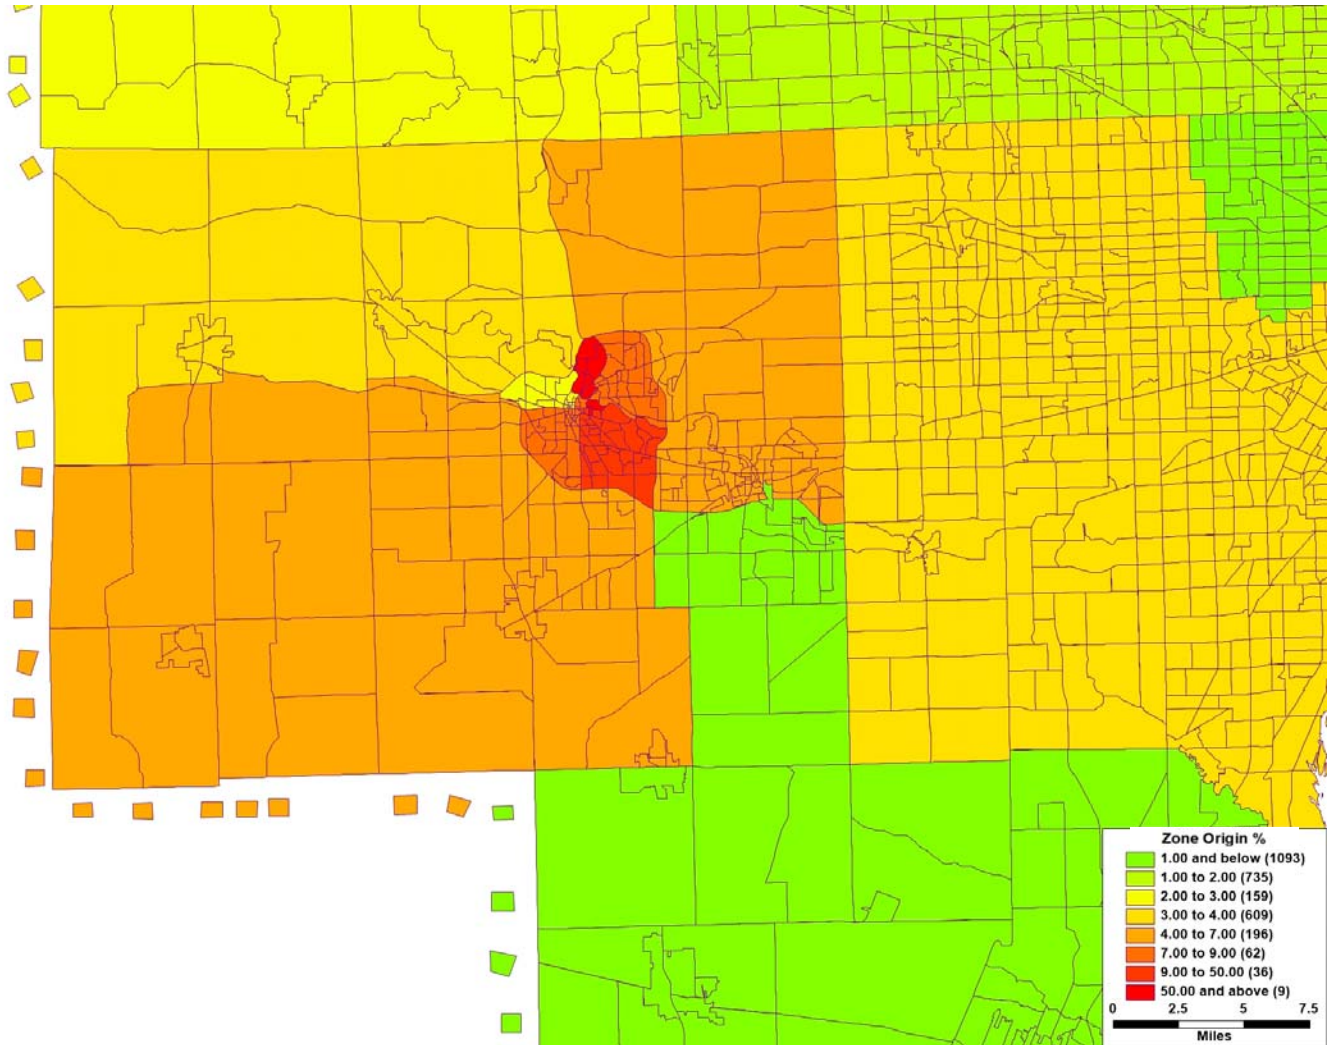 Zone Origin %
1.00 and below (1093)
1.00 to 2.00 (735)
2.00 to 3.00 (159)
3.00 to 4.00 (609)
4.00 to 7.00 (196)
7.00 to 9.00 (62)
9.00 to 50.00 (36)
50.00 and above (9)
0 2.5 5 7.5
Miles